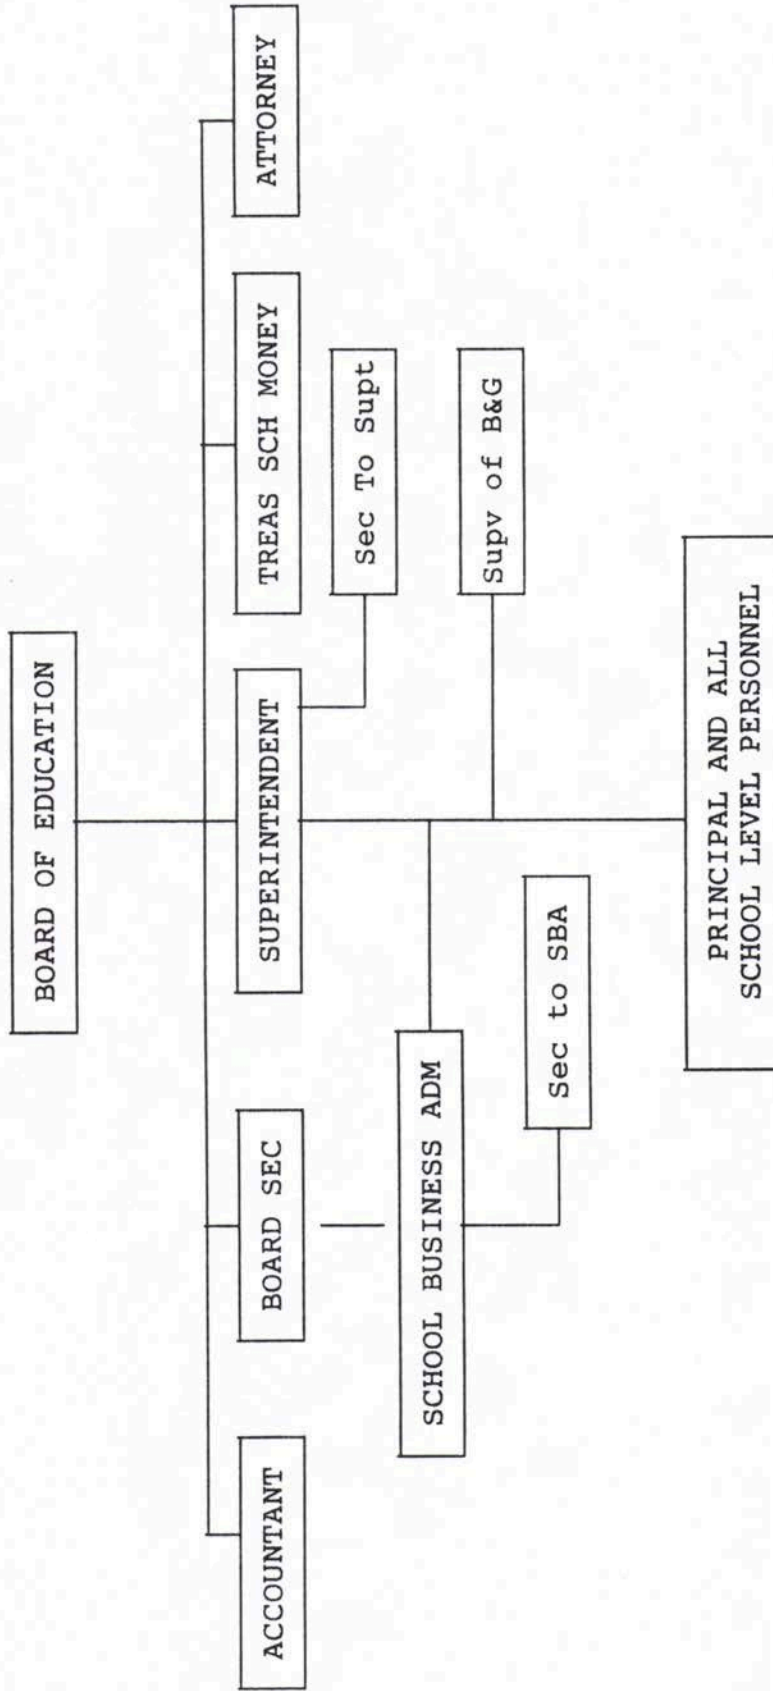 BOARD OF EDUCATION
ACCOUNTANT
BOARD SEC
SUPERINTENDENT
TREAS SCH MONEY
ATTORNEY
Sec To Supt
SCHOOL BUSINESS ADM
Supv of B&G
Sec to SBA
PRINCIPAL AND ALL
SCHOOL LEVEL PERSONNEL